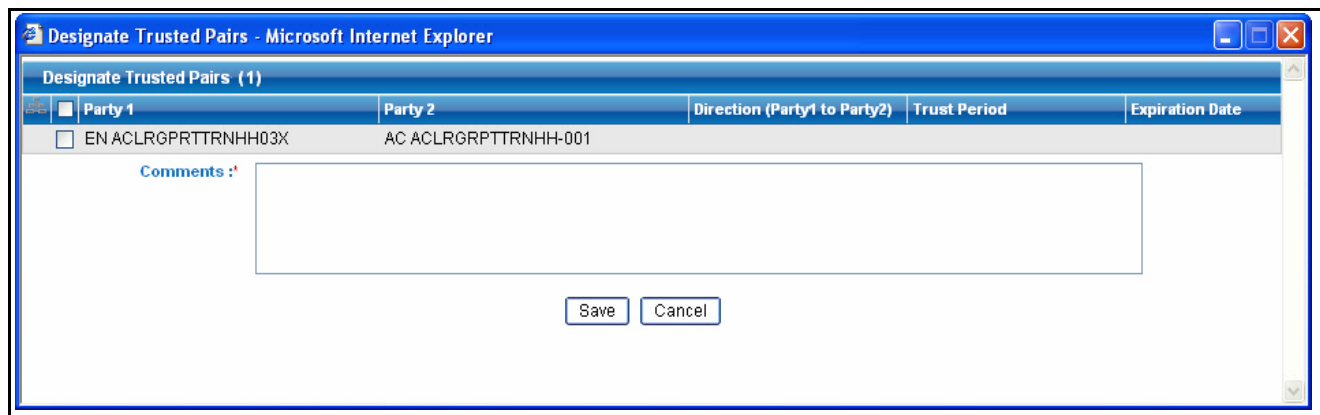 Designate Trusted Pairs - Microsoft Internet Explorer
Designate Trusted Pairs (1)
Party 1 Party 2 Direction (Party1 to Party2) Trust Period Expiration Date
EN ACLRGPRTTRNHH03X AC ACLRGRPTTRNHH-001
Comments :*
Save Cancel